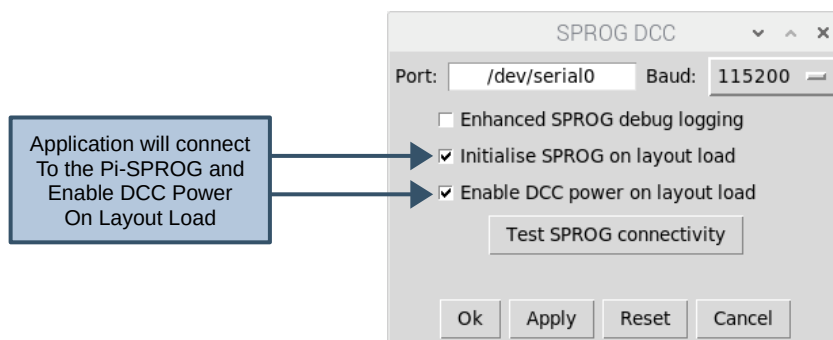 SPROG DCC
Port: /dev/serial0 Baud: 115200
Enhanced SPROG debug logging
Initialise SPROG on layout load
Enable DCC power on layout load
Test SPROG connectivity
Ok Apply Reset Cancel
Application will connect
To the Pi-SPROG and
Enable DCC Power
On Layout Load